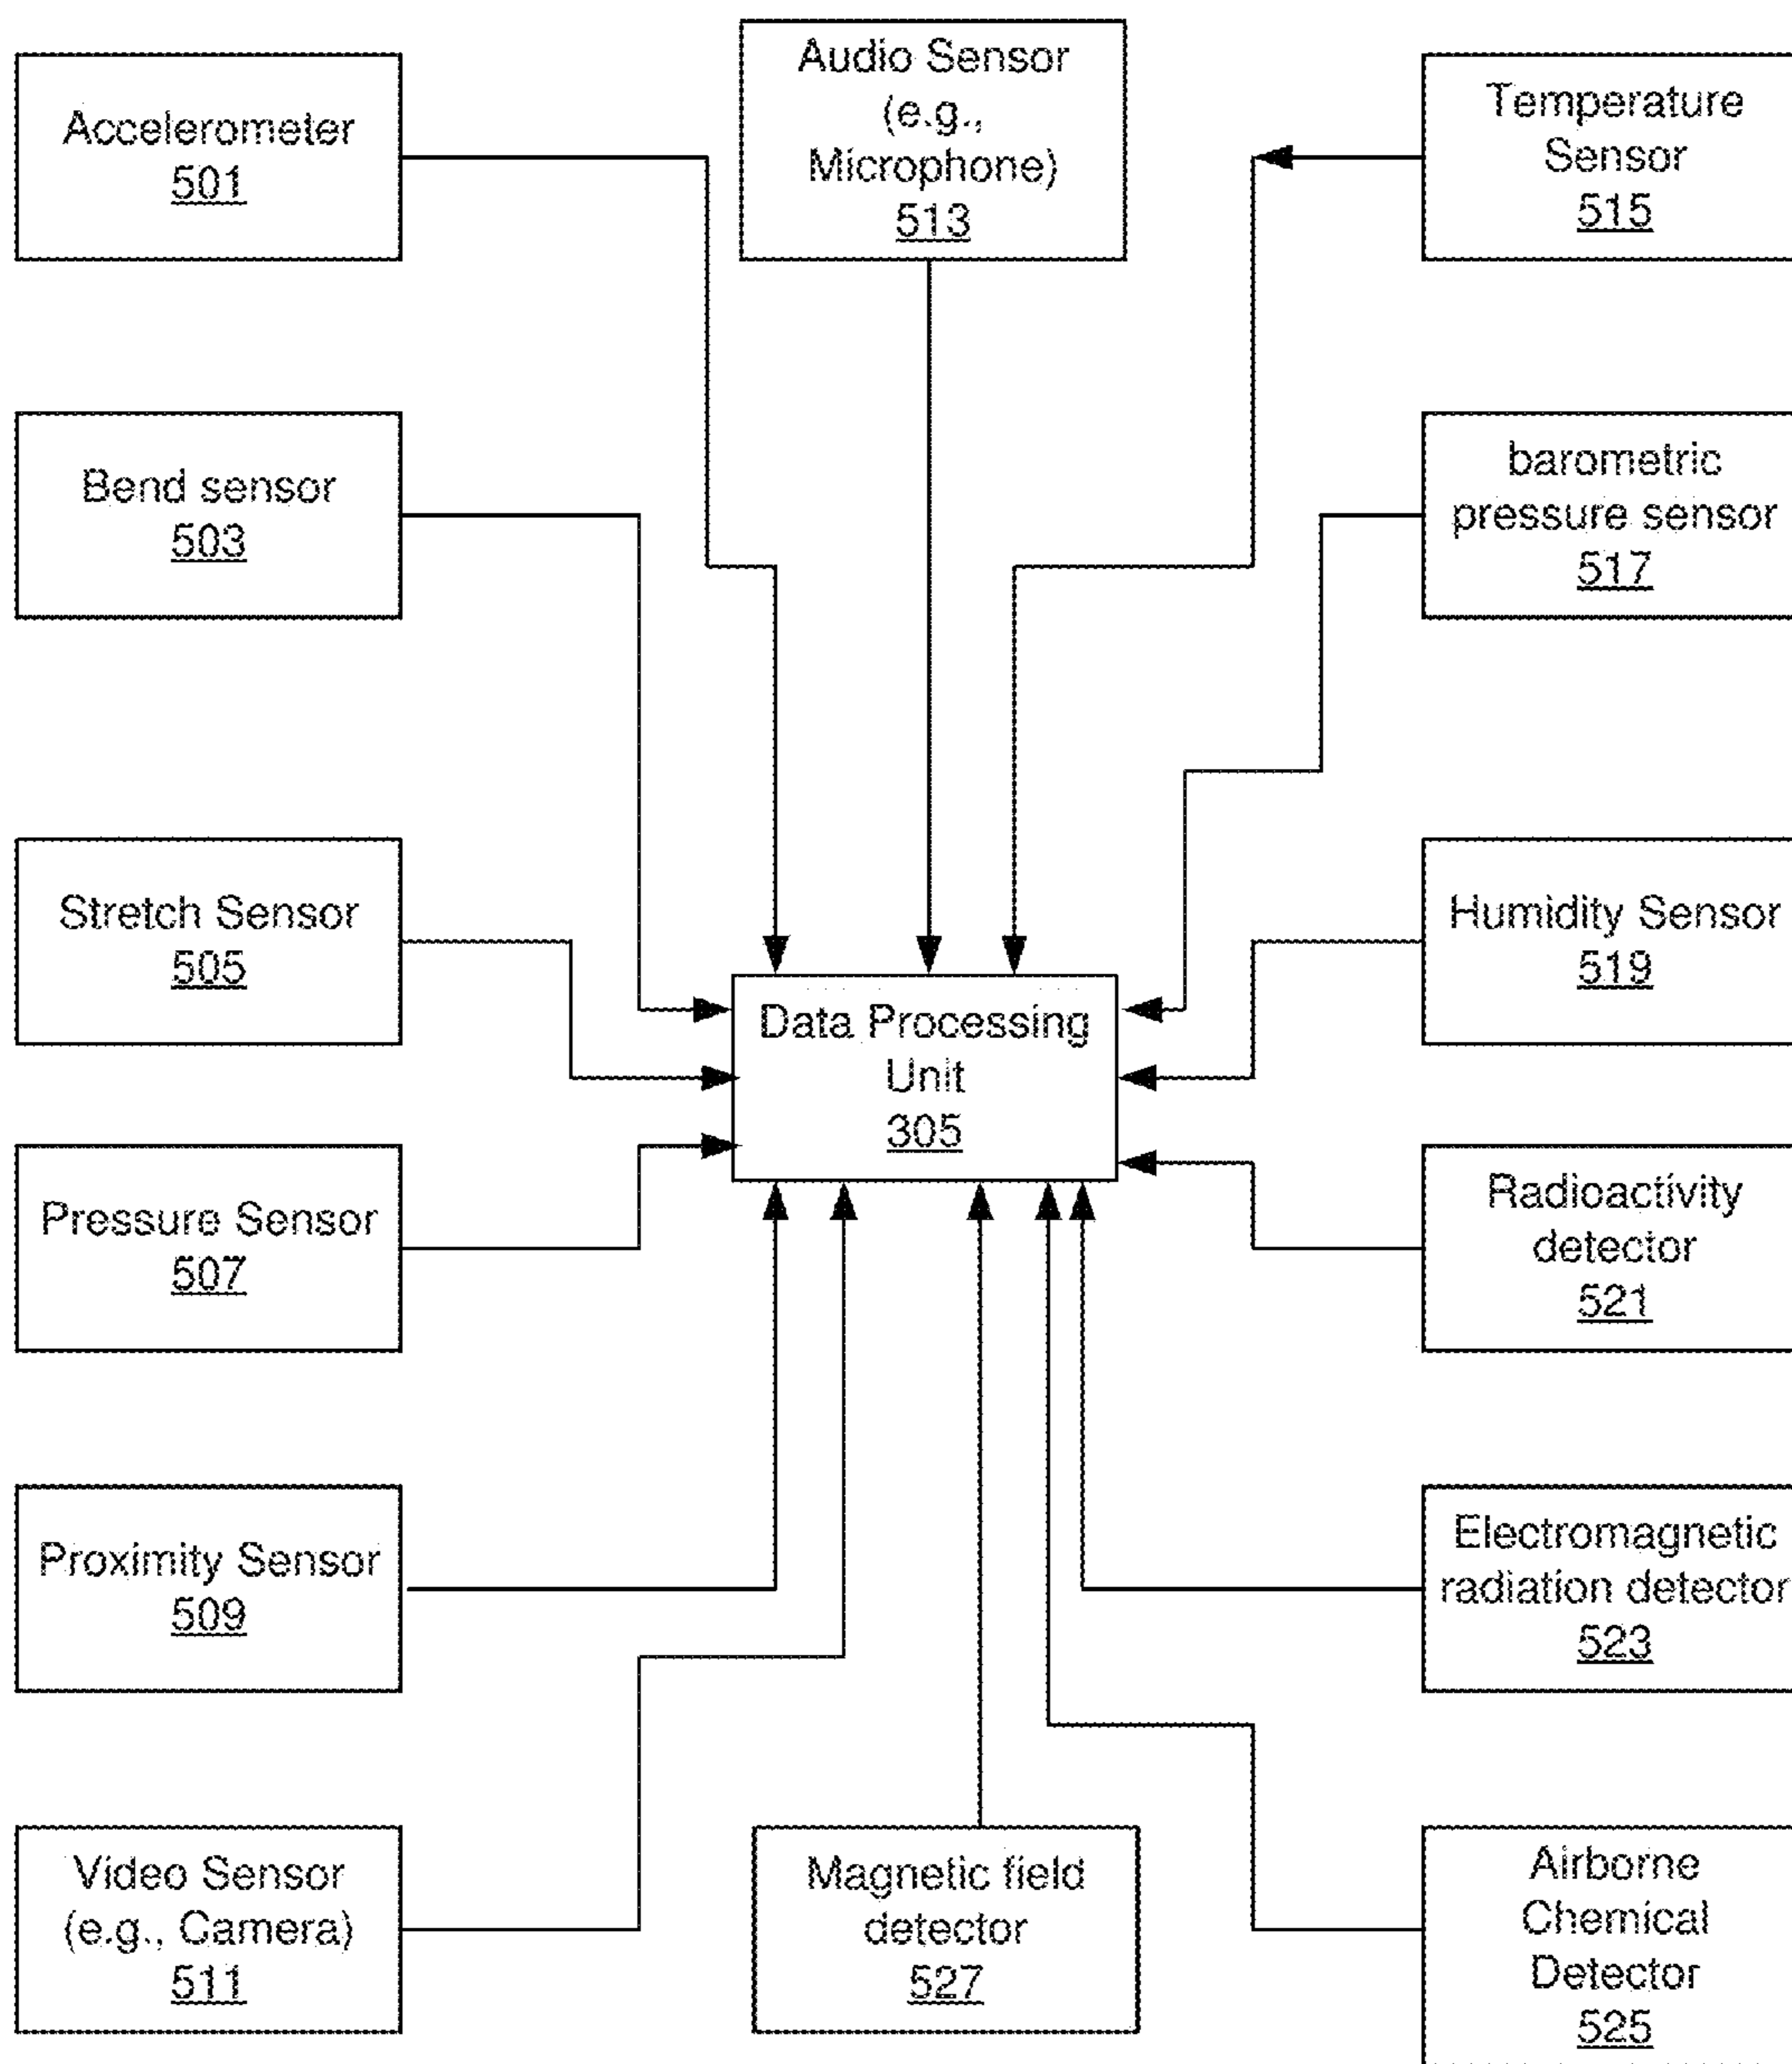 Accelerometer
501
Audio Sensor
(e.g.,
Microphone)
513
Temperature
Sensor
515
Bend sensor
503
barometric
pressure sensor
517
Stretch Sensor
505
Humidity Sensor
519
Data Processing
Unit
305
Pressure Sensor
507
Radioactivity
detector
521
Proximity Sensor
509
Electromagnetic
radiation detector
523
Video Sensor
(e.g., Camera)
511
Magnetic field
detector
527
Airborne
Chemical
Detector
525